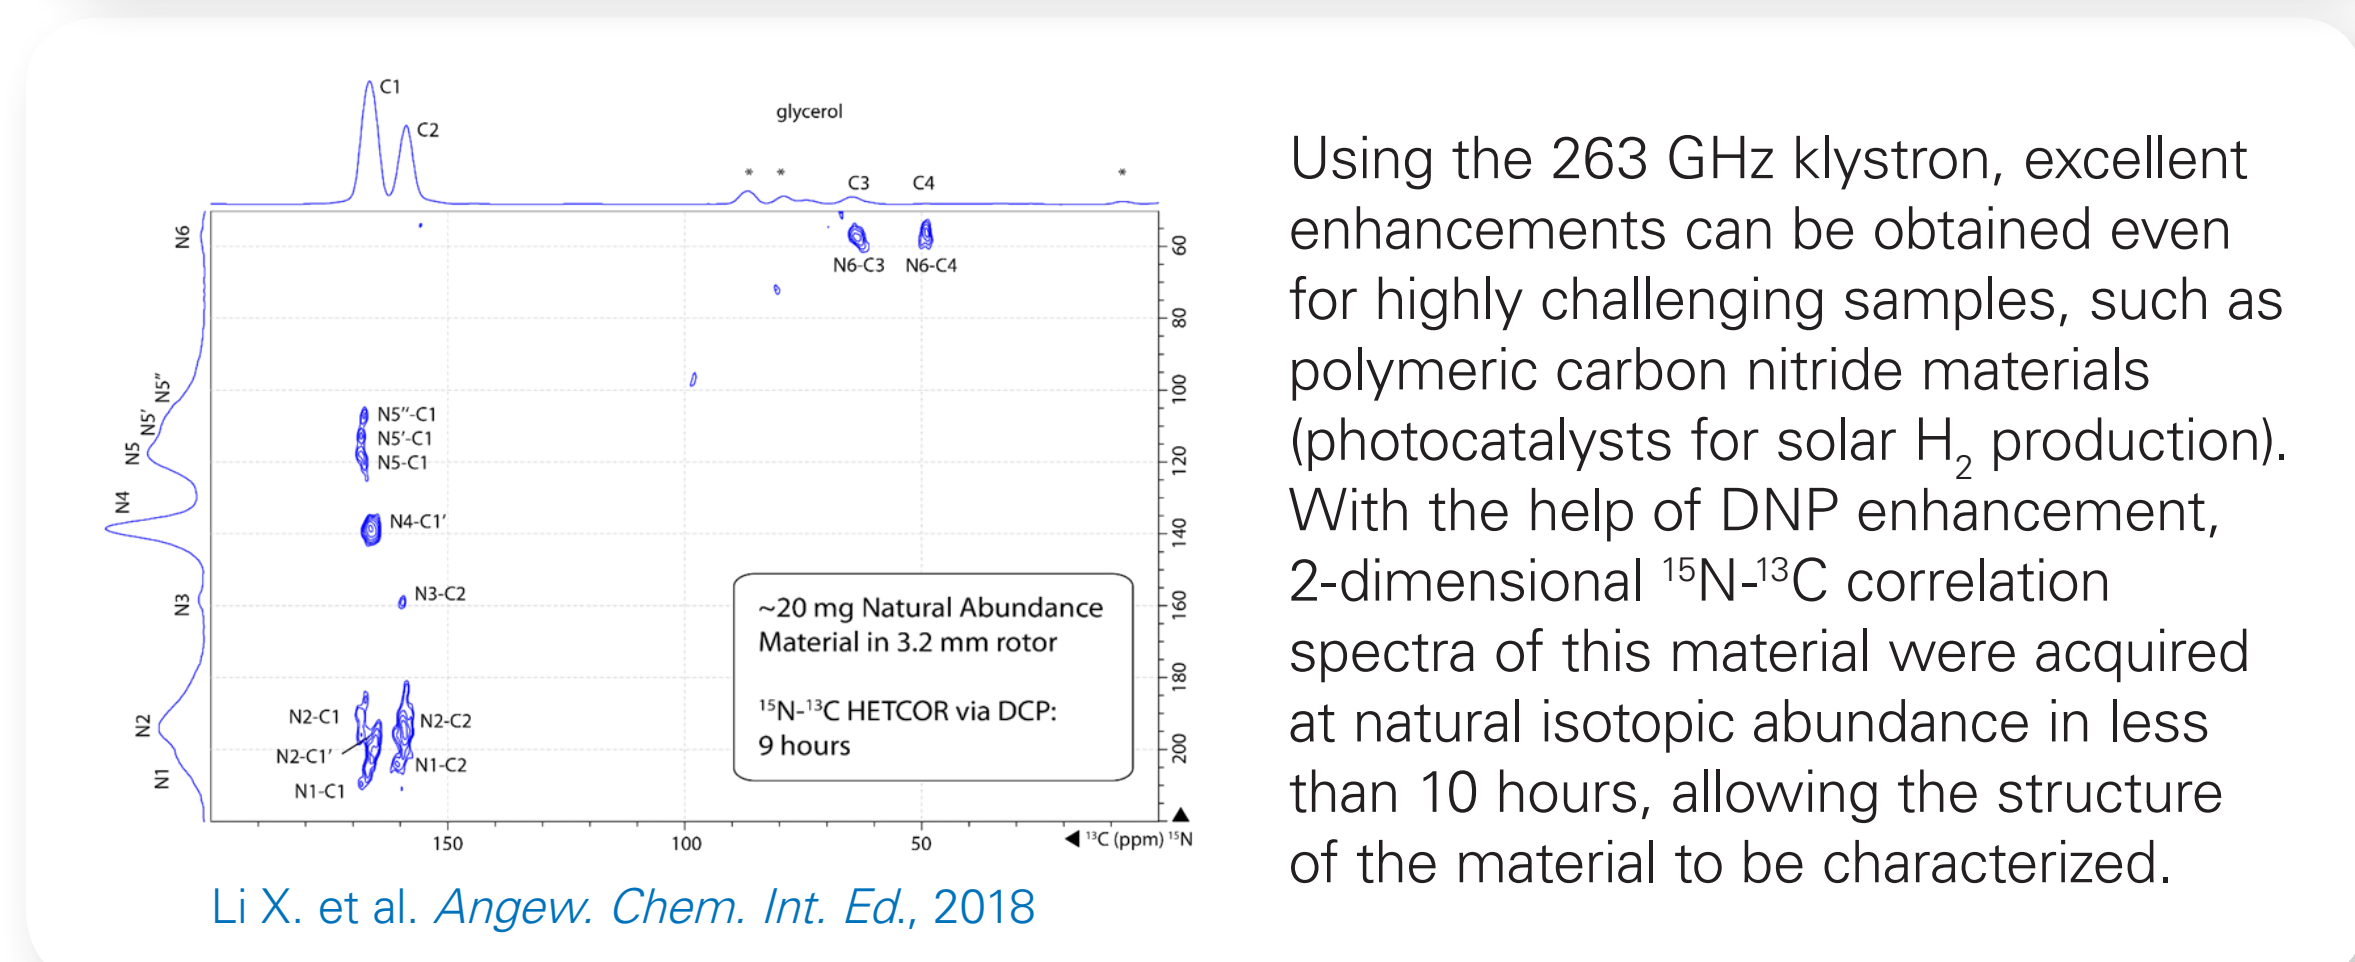 C1
C2
glycerol
* * *
C3 C4
N6
N6-C3 N6-C4
60
80
100
120
140
160
180
200
N5''
N5'
N5
N4
N3
N2
N1
N5''-C1
N5'-C1
N5-C1
N4-C1'
N3-C2
N2-C1
N2-C2
N2-C1'
N1-C2
N1-C1
~20 mg Natural Abundance
Material in 3.2 mm rotor
¹⁵N-¹³C HETCOR via DCP:
9 hours
150 100 50
◀ ¹³C (ppm) ¹⁵N ▲
Li X. et al. Angew. Chem. Int. Ed., 2018
Using the 263 GHz klystron, excellent
enhancements can be obtained even
for highly challenging samples, such as
polymeric carbon nitride materials
(photocatalysts for solar H₂ production).
With the help of DNP enhancement,
2-dimensional ¹⁵N-¹³C correlation
spectra of this material were acquired
at natural isotopic abundance in less
than 10 hours, allowing the structure
of the material to be characterized.